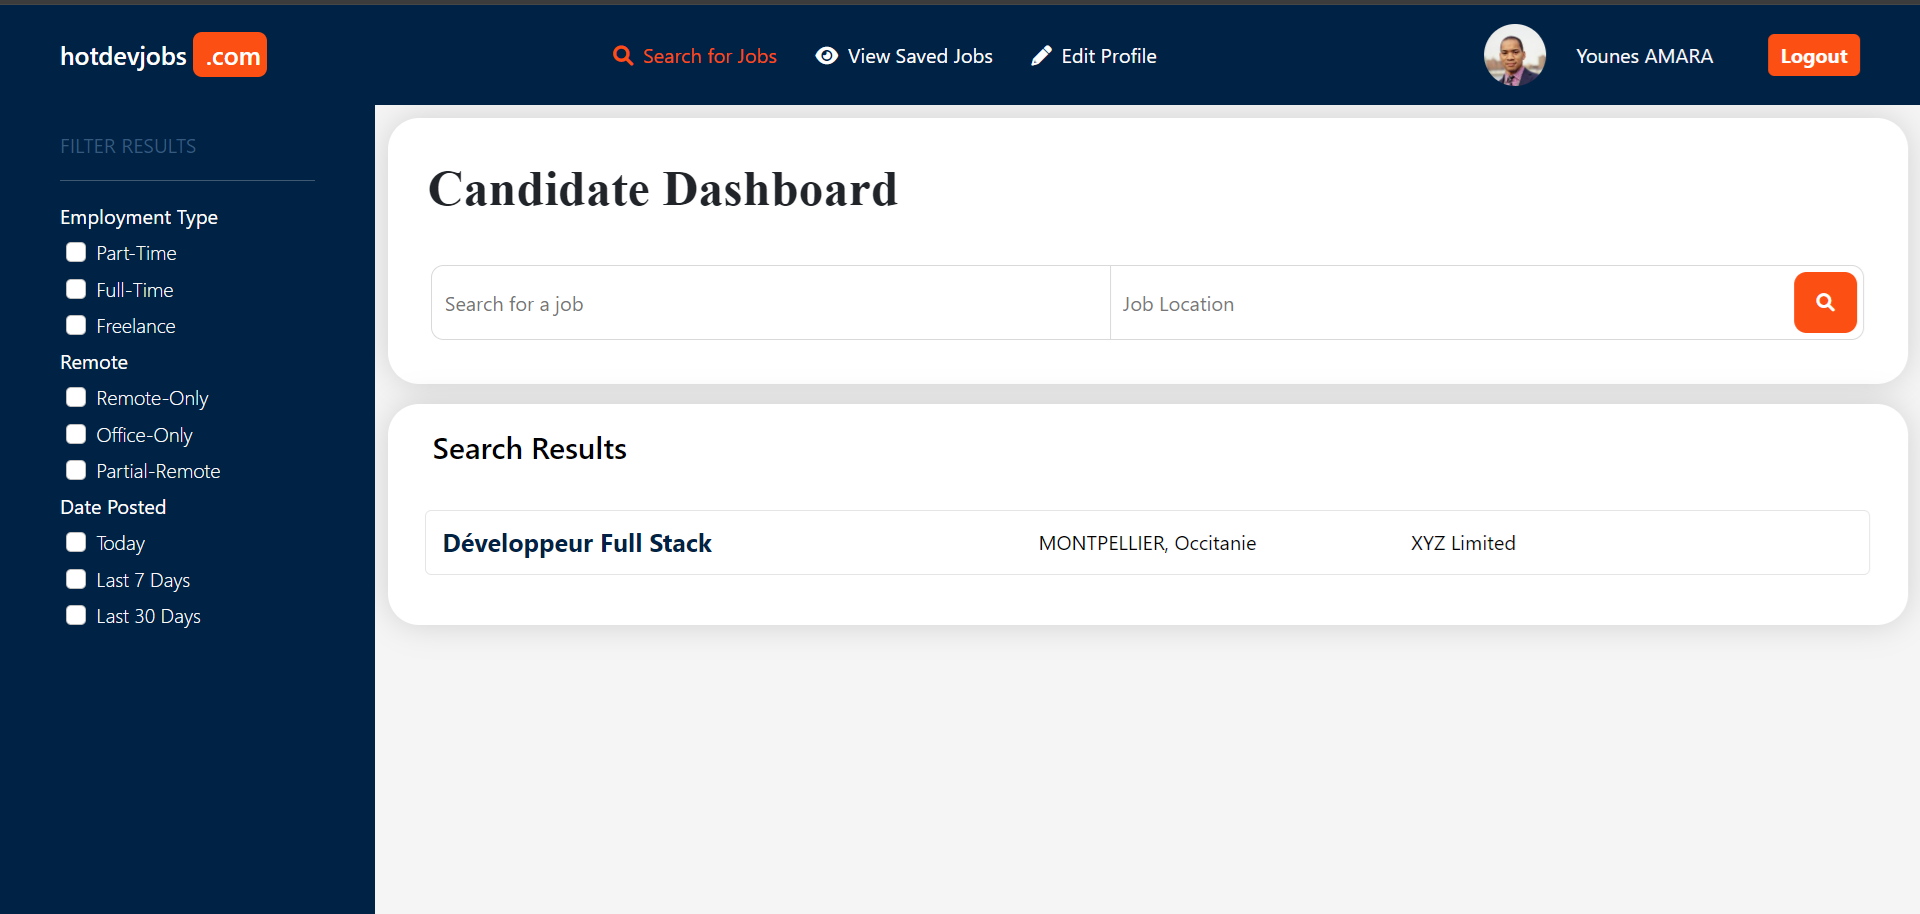 hotdevjobs .com
Search for Jobs
View Saved Jobs
Edit Profile
Younes AMARA
Logout
FILTER RESULTS
Employment Type
Part-Time
Full-Time
Freelance
Remote
Remote-Only
Office-Only
Partial-Remote
Date Posted
Today
Last 7 Days
Last 30 Days
Candidate Dashboard
Search for a job
Job Location
Search Results
Développeur Full Stack
MONTPELLIER, Occitanie
XYZ Limited